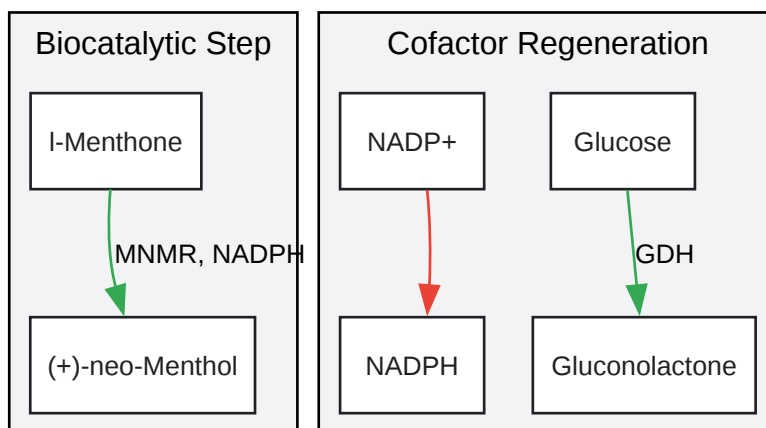 Biocatalytic Step
l-Menthone
MNMR, NADPH
(+)-neo-Menthol
Cofactor Regeneration
NADP+
Glucose
GDH
NADPH
Gluconolactone